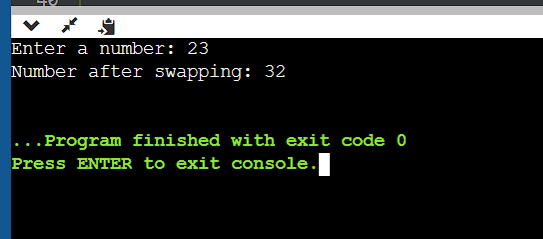 Enter a number: 23
Number after swapping: 32
...Program finished with exit code 0
Press ENTER to exit console.